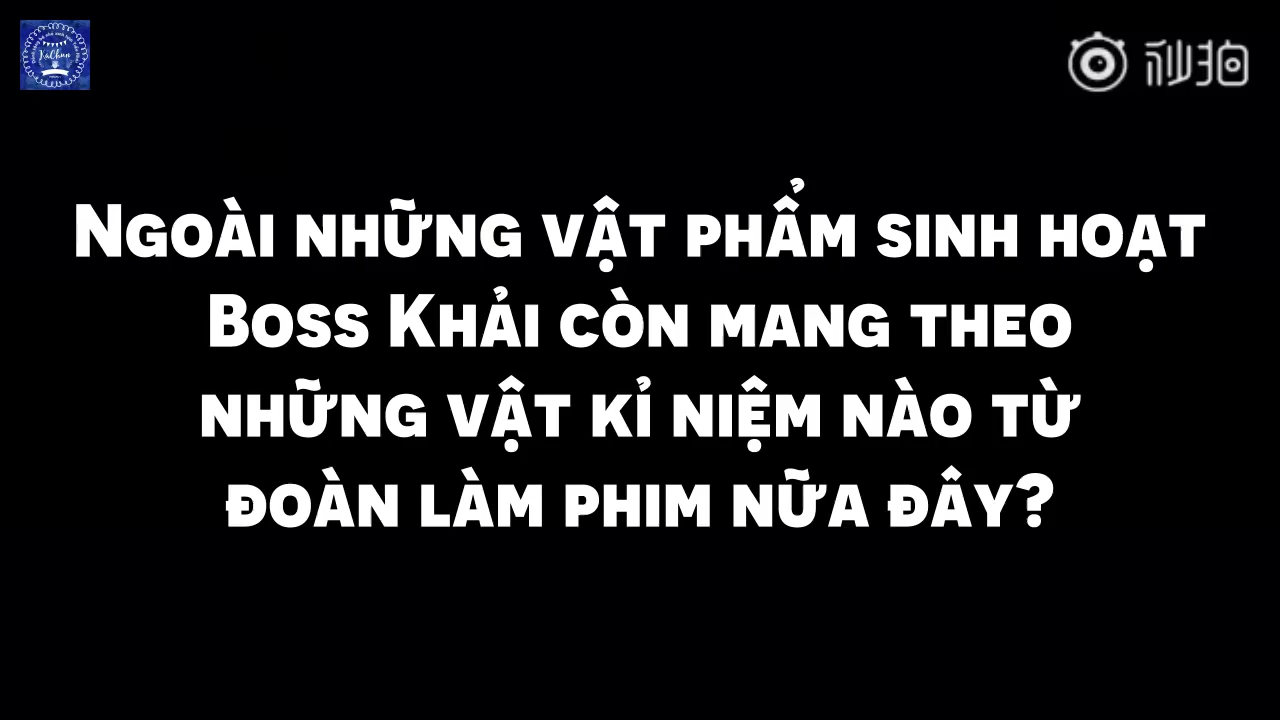 KaChun
秒拍
Ngoài những vật phẩm sinh hoạt
Boss Khải còn mang theo
những vật kỉ niệm nào từ
đoàn làm phim nữa đây?